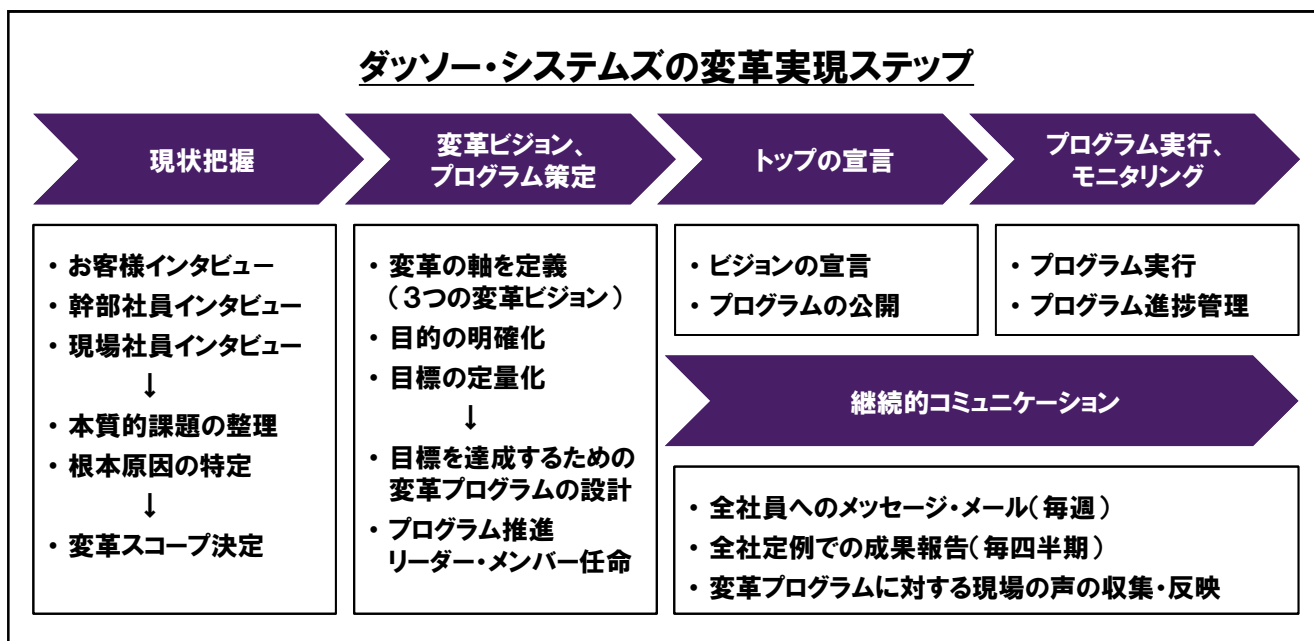 ダッソー・システムズの変革実現ステップ
現状把握
・お客様インタビュー
・幹部社員インタビュー
・現場社員インタビュー
↓
・本質的課題の整理
・根本原因の特定
↓
・変革スコープ決定
変革ビジョン、
プログラム策定
・変革の軸を定義
（３つの変革ビジョン）
・目的の明確化
・目標の定量化
↓
・目標を達成するための
変革プログラムの設計
・プログラム推進
リーダー・メンバー任命
トップの宣言
・ビジョンの宣言
・プログラムの公開
プログラム実行、
モニタリング
・プログラム実行
・プログラム進捗管理
継続的コミュニケーション
・全社員へのメッセージ・メール（毎週）
・全社定例での成果報告（毎四半期）
・変革プログラムに対する現場の声の収集・反映